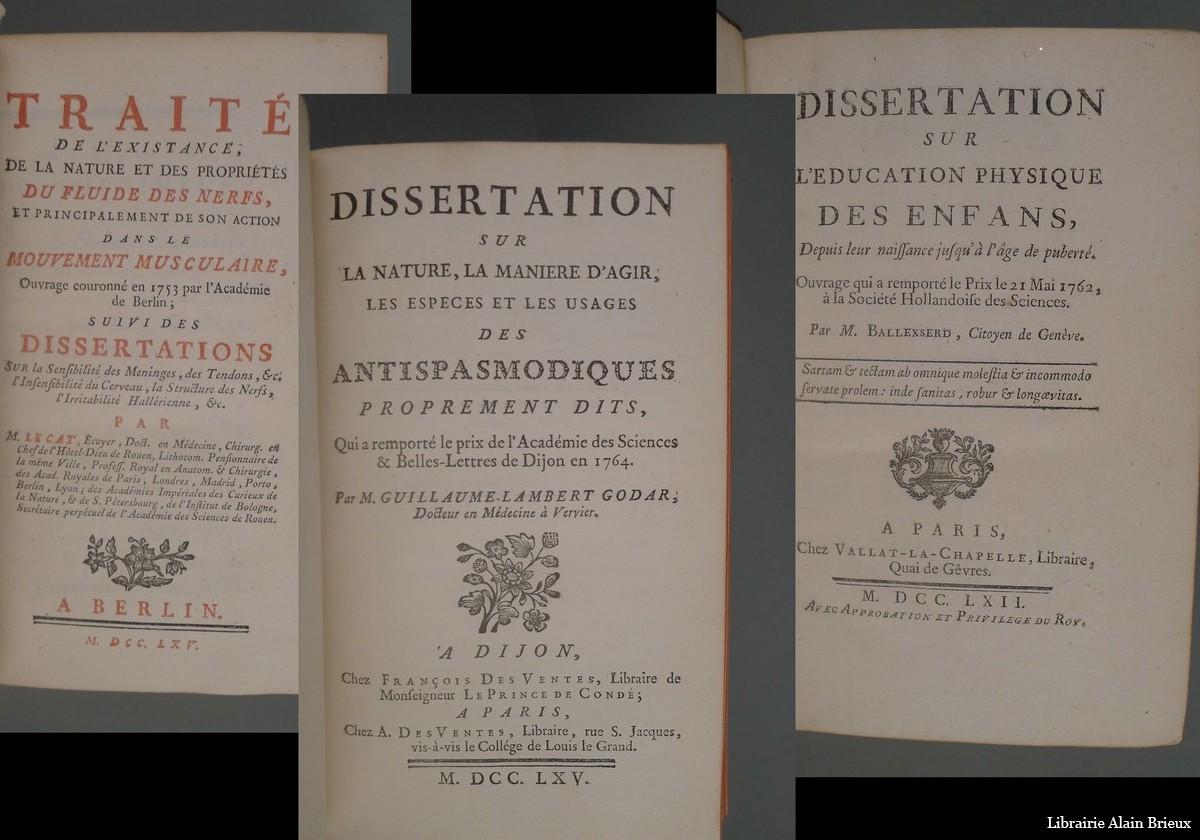 TRAITÉ
DE L'EXISTANCE,
DE LA NATURE ET DES PROPRIÉTÉS
DU FLUIDE DES NERFS,
ET PRINCIPALEMENT DE SON ACTION
DANS LE
MOUVEMENT MUSCULAIRE,
Ouvrage couronné en 1753 par l'Académie
de Berlin;
SUIVI DES
DISSERTATIONS
SUR la Senſibilité des Meninges, des Tendons, &c;
l'Inſenſibilité du Cerveau, la Structure des Nerfs,
l'Irritabilité Hallérienne, &c.
PAR
M. LE CAT, Ecuyer, Doct. en Médecine, Chirurg. en
Chef de l'Hôtel-Dieu de Rouen, Lithotom. Penſionnaire de
la même Ville, Profeſſ. Royal en Anatom. & Chirurgie,
des Acad. Royales de Paris, Londres, Madrid, Porto,
Berlin, Lyon; des Académies Impériales des Curieux de
la Nature, & de S. Pétersbourg, de l'Inſtitut de Bologne,
Secrétaire perpétuel de l'Académie des Sciences de Rouen.
A BERLIN.
M. DCC. LXV.
DISSERTATION
SUR
LA NATURE, LA MANIERE D'AGIR,
LES ESPECES ET LES USAGES
DES
ANTISPASMODIQUES
PROPREMENT DITS,
Qui a remporté le prix de l'Académie des Sciences
& Belles-Lettres de Dijon en 1764.
Par M. GUILLAUME-LAMBERT GODAR,
Docteur en Médecine à Vervier.
A DIJON,
Chez FRANÇOIS DES VENTES, Libraire de
Monſeigneur LE PRINCE DE CONDÉ;
A PARIS,
Chez A. DES VENTES, Libraire, rue S. Jacques,
vis-à-vis le Collége de Louis le Grand.
M. DCC. LXV.
DISSERTATION
SUR
L'EDUCATION PHYSIQUE
DES ENFANS,
Depuis leur naiſſance juſqu'à l'âge de puberté.
Ouvrage qui a remporté le Prix le 21 Mai 1762,
à la Société Hollandoiſe des Sciences.
Par M. BALLEXSERD, Citoyen de Genève.
Sartam & tectam ab omnique moleſtia & incommodo
ſervate prolem: inde ſanitas, robur & longævitas.
A PARIS,
Chez VALLAT-LA-CHAPELLE, Libraire,
Quai de Gêvres.
M. DCC. LXII.
AVEC APPROBATION ET PRIVILEGE DU ROY.
Librairie Alain Brieux